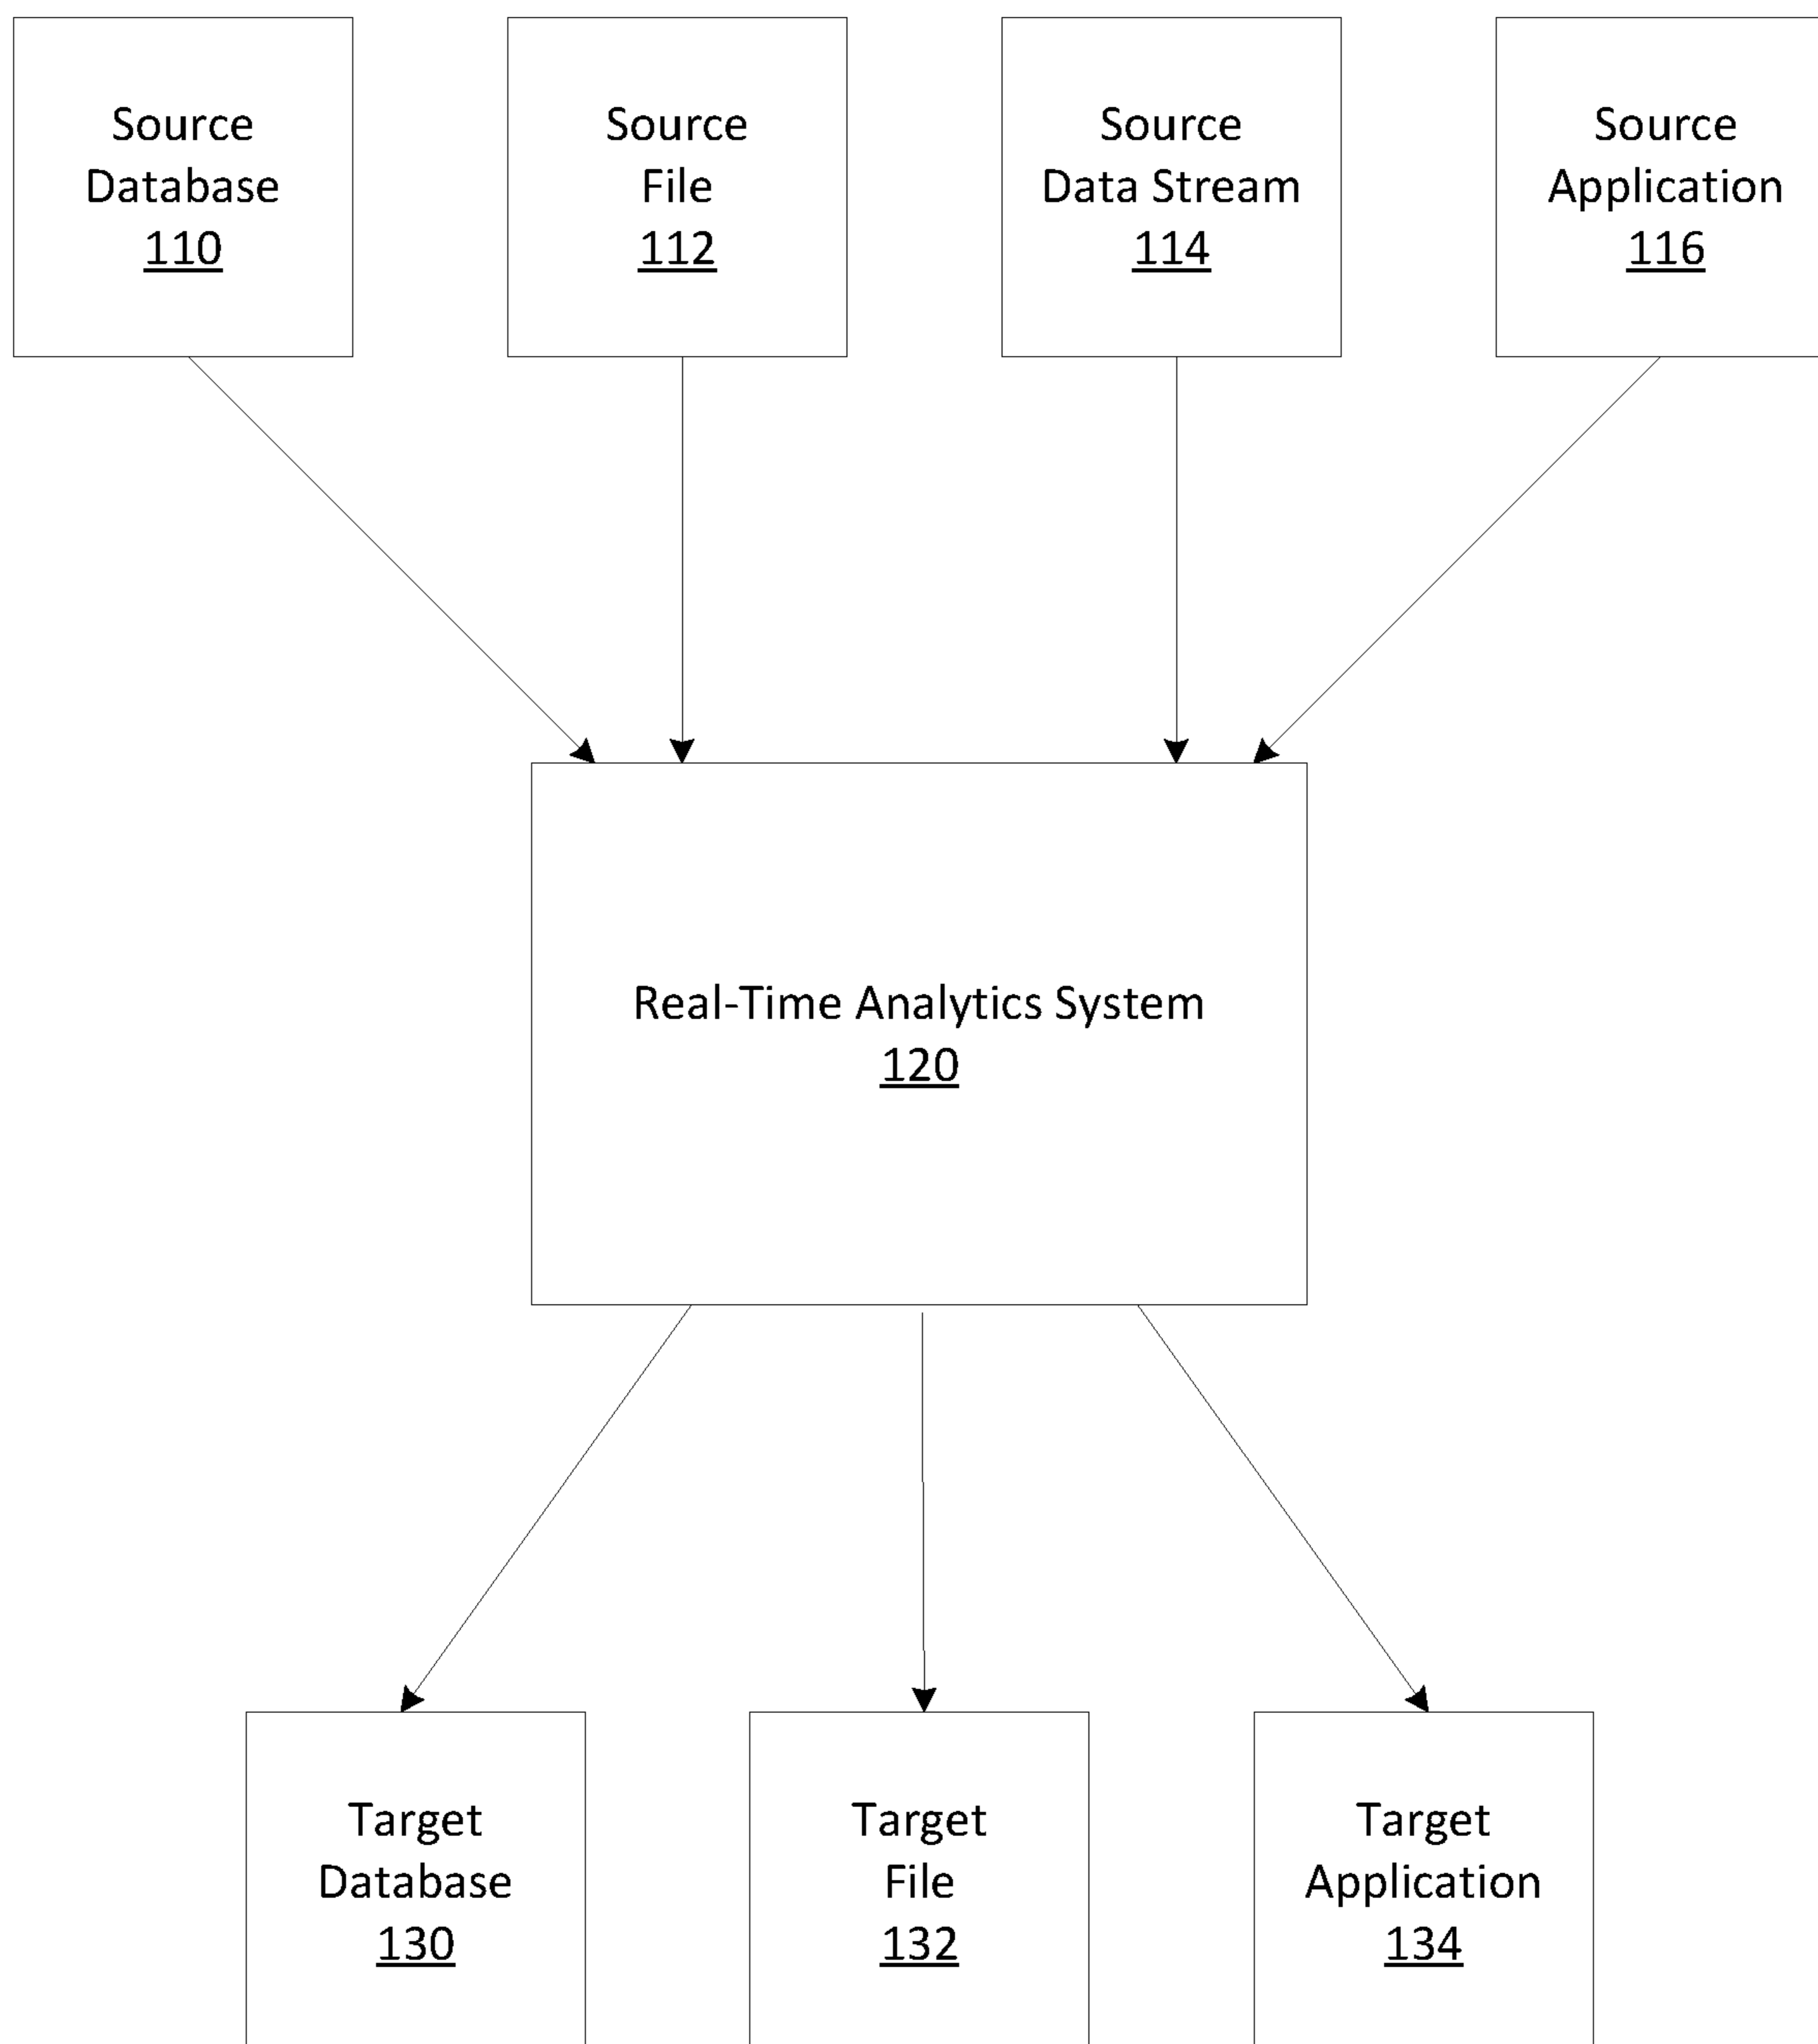 Source
Database
110
Source
File
112
Source
Data Stream
114
Source
Application
116
Real-Time Analytics System
120
Target
Database
130
Target
File
132
Target
Application
134